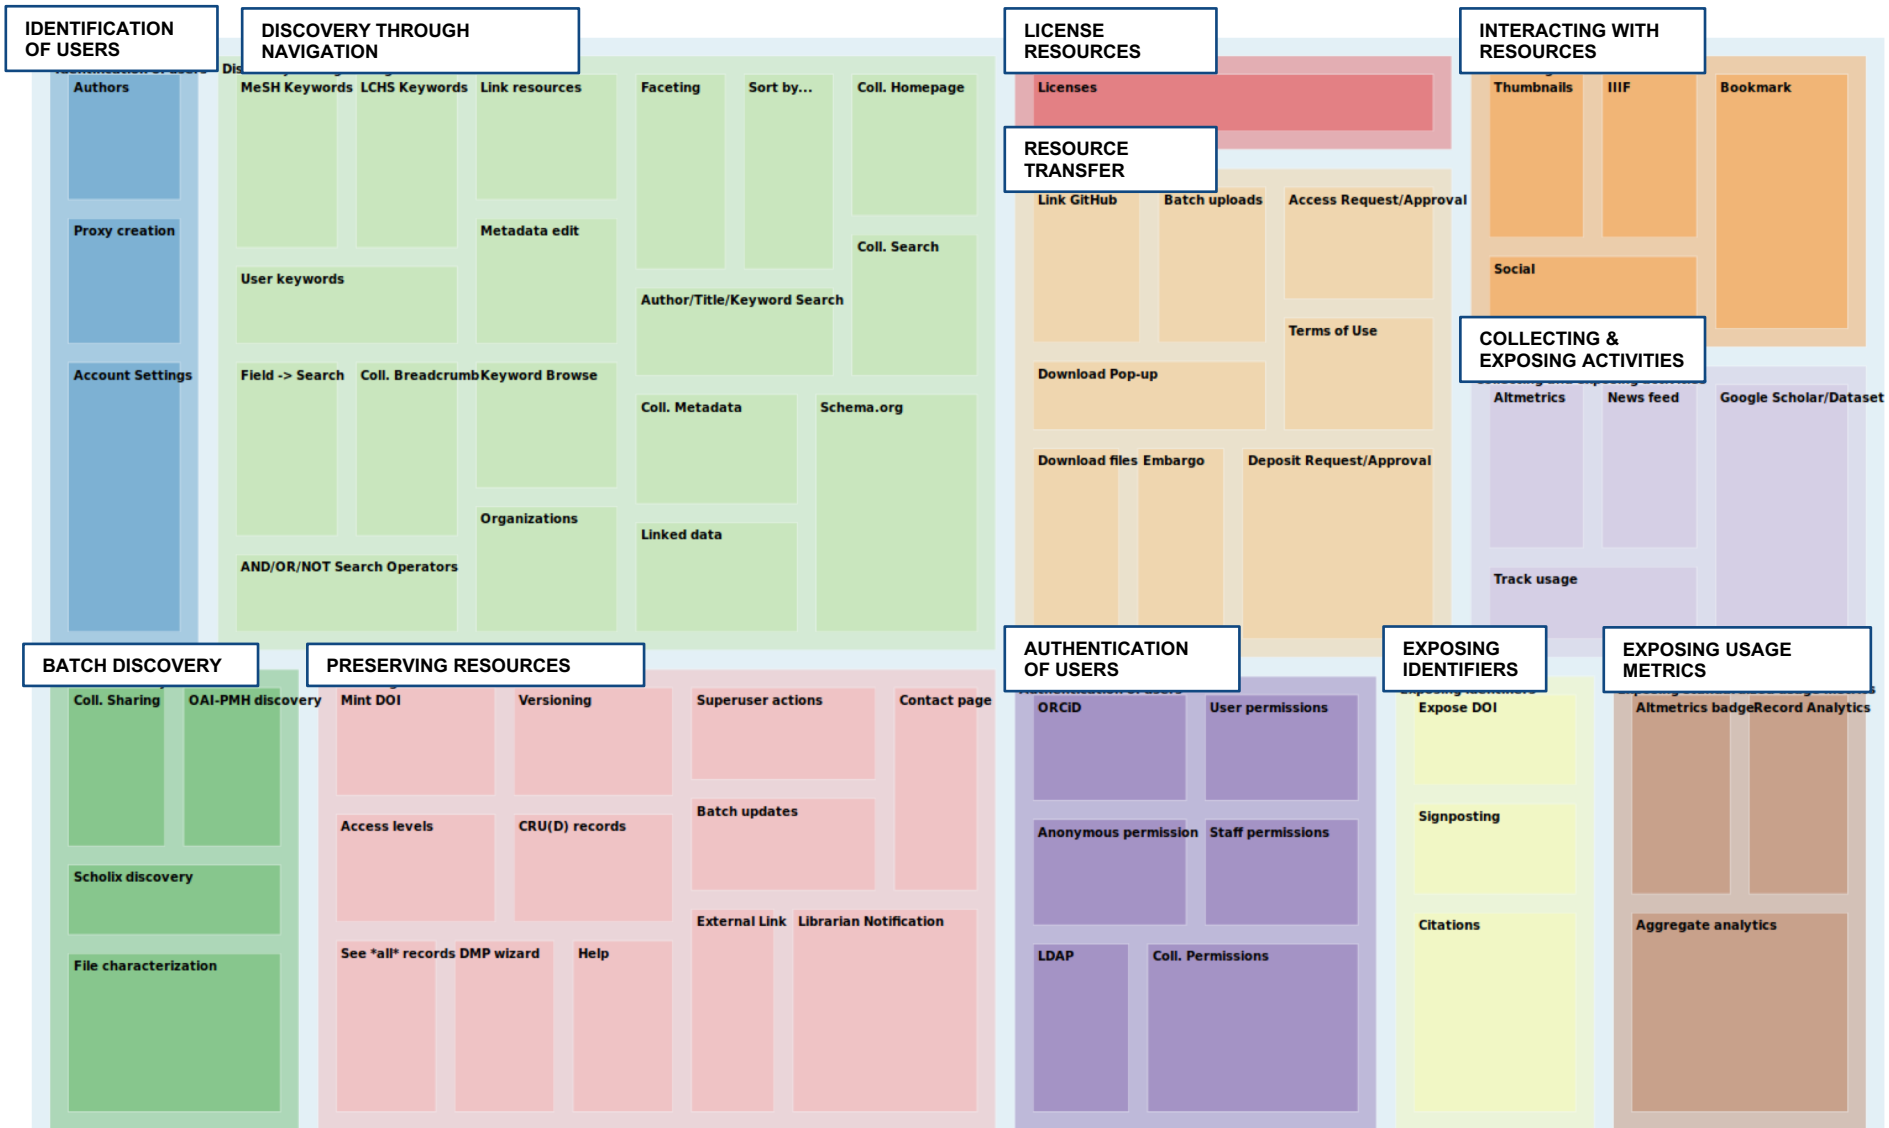 IDENTIFICATION
OF USERS
Authors
Proxy creation
Account Settings
DISCOVERY THROUGH
NAVIGATION
MeSH Keywords
LCHS Keywords
Link resources
Faceting
Sort by...
Coll. Homepage
Metadata edit
Coll. Search
User keywords
Author/Title/Keyword Search
Field -> Search
Coll. Breadcrumb
Keyword Browse
Coll. Metadata
Schema.org
Organizations
Linked data
AND/OR/NOT Search Operators
LICENSE
RESOURCES
Licenses
RESOURCE
TRANSFER
Link GitHub
Batch uploads
Access Request/Approval
Terms of Use
Download Pop-up
Download files
Embargo
Deposit Request/Approval
INTERACTING WITH
RESOURCES
Thumbnails
IIIF
Bookmark
Social
COLLECTING &
EXPOSING ACTIVITIES
Altmetrics
News feed
Google Scholar/Dataset
Track usage
BATCH DISCOVERY
Coll. Sharing
OAI-PMH discovery
Scholix discovery
File characterization
PRESERVING RESOURCES
Mint DOI
Versioning
Superuser actions
Contact page
Access levels
CRU(D) records
Batch updates
External Link
Librarian Notification
See *all* records
DMP wizard
Help
AUTHENTICATION
OF USERS
ORCiD
User permissions
Anonymous permission
Staff permissions
LDAP
Coll. Permissions
EXPOSING
IDENTIFIERS
Expose DOI
Signposting
Citations
EXPOSING USAGE
METRICS
Altmetrics badge
Record Analytics
Aggregate analytics